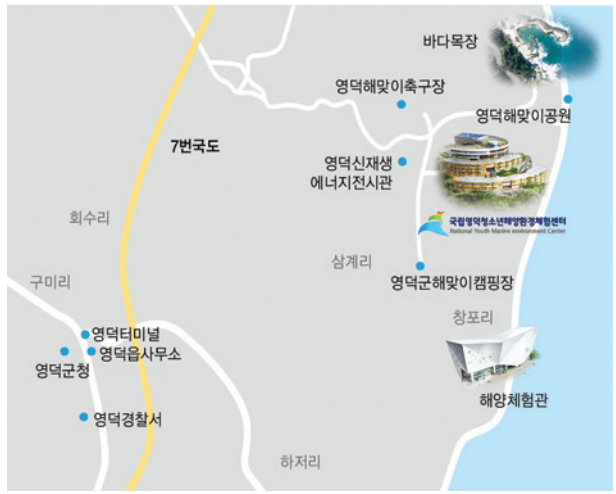 바다목장
영덕해맞이축구장
영덕해맞이공원
7번국도
영덕신재생
에너지전시관
국립영덕청소년해양환경체험센터
National Youth Marine environment Center
회수리
삼계리
구미리
영덕군해맞이캠핑장
창포리
영덕터미널
영덕읍사무소
영덕군청
해양체험관
영덕경찰서
하저리